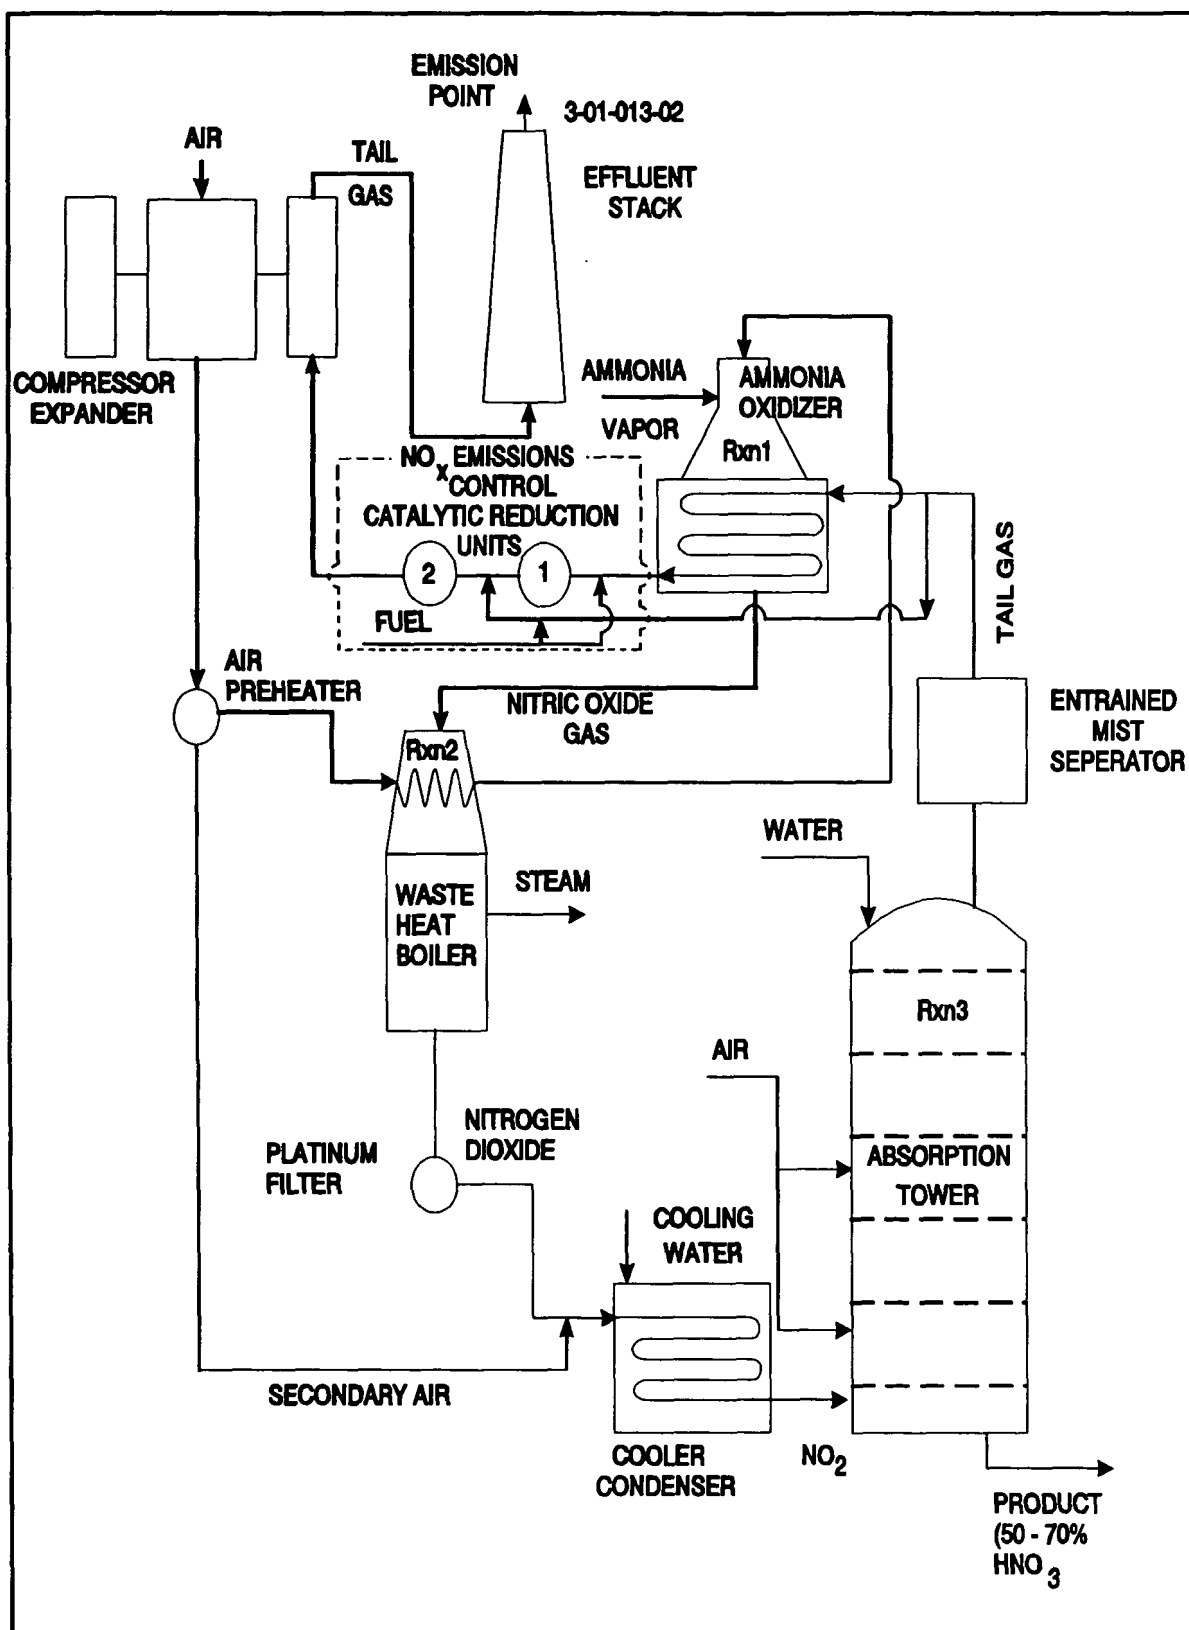 EMISSION
POINT
3-01-013-02
AIR
TAIL
GAS
EFFLUENT
STACK
COMPRESSOR
EXPANDER
AMMONIA
VAPOR
AMMONIA
OXIDIZER
Rxn1
NOx EMISSIONS
CONTROL
CATALYTIC REDUCTION
UNITS
2
1
FUEL
TAIL GAS
AIR
PREHEATER
NITRIC OXIDE
GAS
Rxn2
ENTRAINED
MIST
SEPERATOR
WATER
STEAM
WASTE
HEAT
BOILER
Rxn3
AIR
NITROGEN
DIOXIDE
PLATINUM
FILTER
ABSORPTION
TOWER
COOLING
WATER
SECONDARY AIR
COOLER
CONDENSER
NO2
PRODUCT
(50 - 70%
HNO3